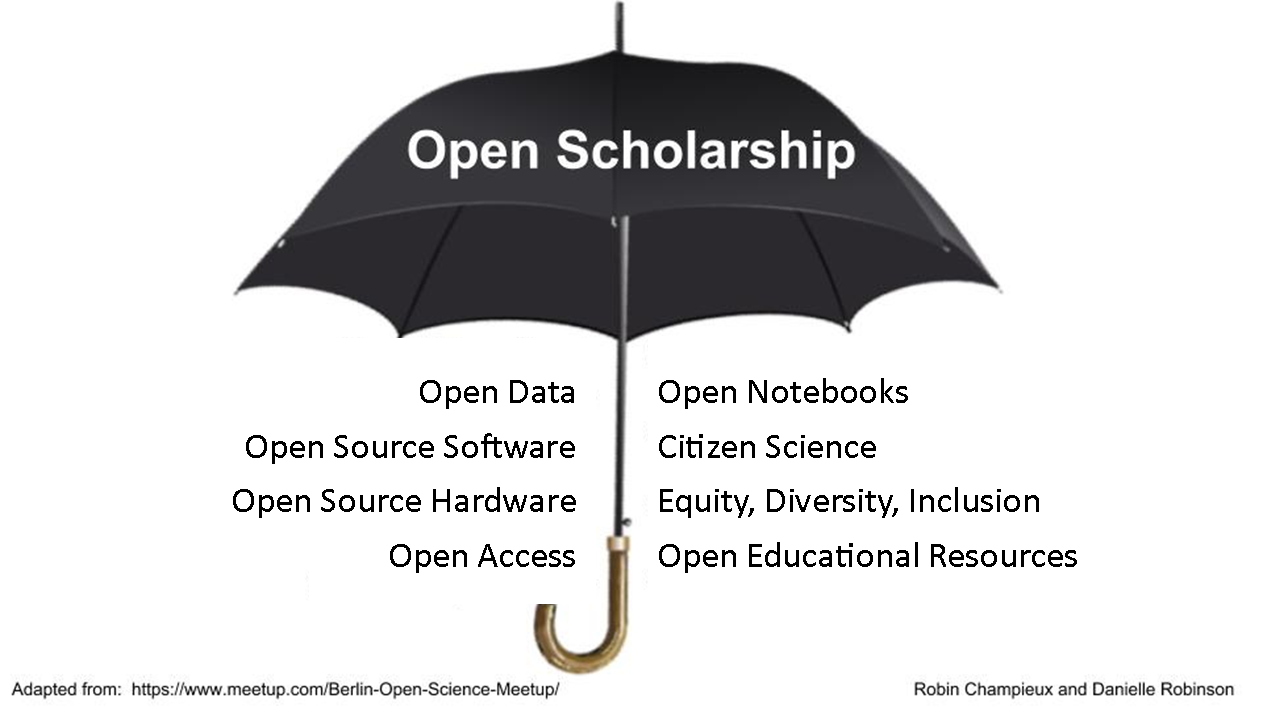 Open Scholarship
Open Data
Open Source Software
Open Source Hardware
Open Access
Open Notebooks
Citizen Science
Equity, Diversity, Inclusion
Open Educational Resources
Adapted from: https://www.meetup.com/Berlin-Open-Science-Meetup/
Robin Champieux and Danielle Robinson